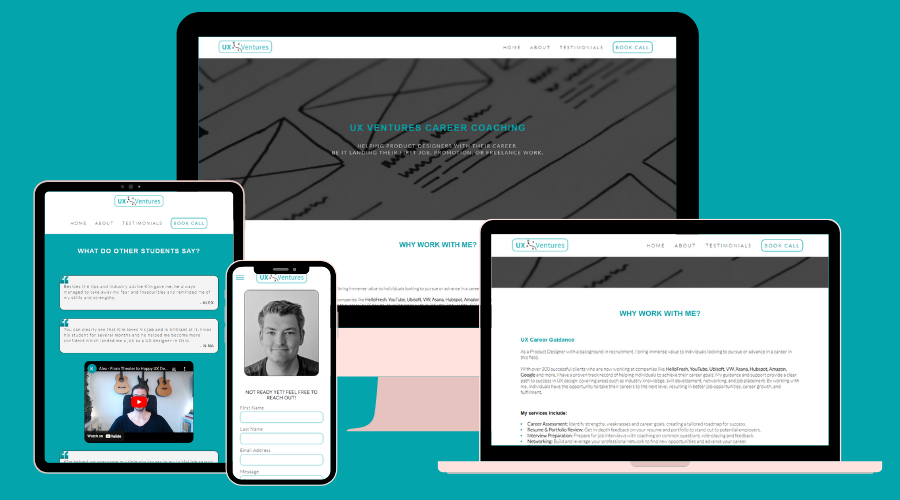 UX Ventures
HOME ABOUT TESTIMONIALS BOOK CALL
UX VENTURES CAREER COACHING
HELPING PRODUCT DESIGNERS WITH THEIR CAREER.
BE IT LANDING THEIR FIRST JOB, PROMOTION, OR FREELANCE WORK.
WHY WORK WITH ME?
bring immense value to individuals looking to pursue or
companies like HelloFresh, YouTube, Ubisoft, VW, Asana, Hubspot, Amazon
UX Ventures
HOME ABOUT TESTIMONIALS BOOK CALL
WHAT DO OTHER STUDENTS SAY?
Besides the tips and industry advise Kim gave me, he always
managed to take away my fear and insecurities and reminded me of
my skills and strengths.
- ALEX
You can clearly see that Kim loves his job and is brilliant at it. I was
his student for several months and he helped me become more
confident which landed me a job as a UX designer in Oslo.
- NINA
Alex - From Theater to Happy UX De...
Watch on YouTube
UX Ventures
NOT READY YET? FEEL FREE TO
REACH OUT!
First Name
Last Name
Email Address
Message
UX Ventures
HOME ABOUT TESTIMONIALS BOOK CALL
WHY WORK WITH ME?
UX Career Guidance
As a Product Designer with a background in recruitment, I bring immense value to individuals looking to pursue or advance in a career in
this field.
With over 300 successful clients who are now working at companies like HelloFresh, YouTube, Ubisoft, VW, Asana, Hubspot, Amazon,
Google and more, I have a proven track record of helping individuals to achieve their career goals. My guidance and support provide a clear
path to success in UX design, covering areas such as industry knowledge, skill development, networking, and job placement. By working with
me, individuals have the opportunity to take their careers to the next level, resulting in better job opportunities, career growth, and
fulfillment.
My services include:
• Career Assessment: Identify strengths, weaknesses and career goals, creating a tailored roadmap.
• Resume & Portfolio Review: Get in-depth feedback on your resume and portfolio to stand out to potential employers.
• Interview Preparation: Prepare for job interviews with coaching on common questions, role-playing and feedback.
• Networking: Build and leverage your professional network to find new opportunities and advance your career.